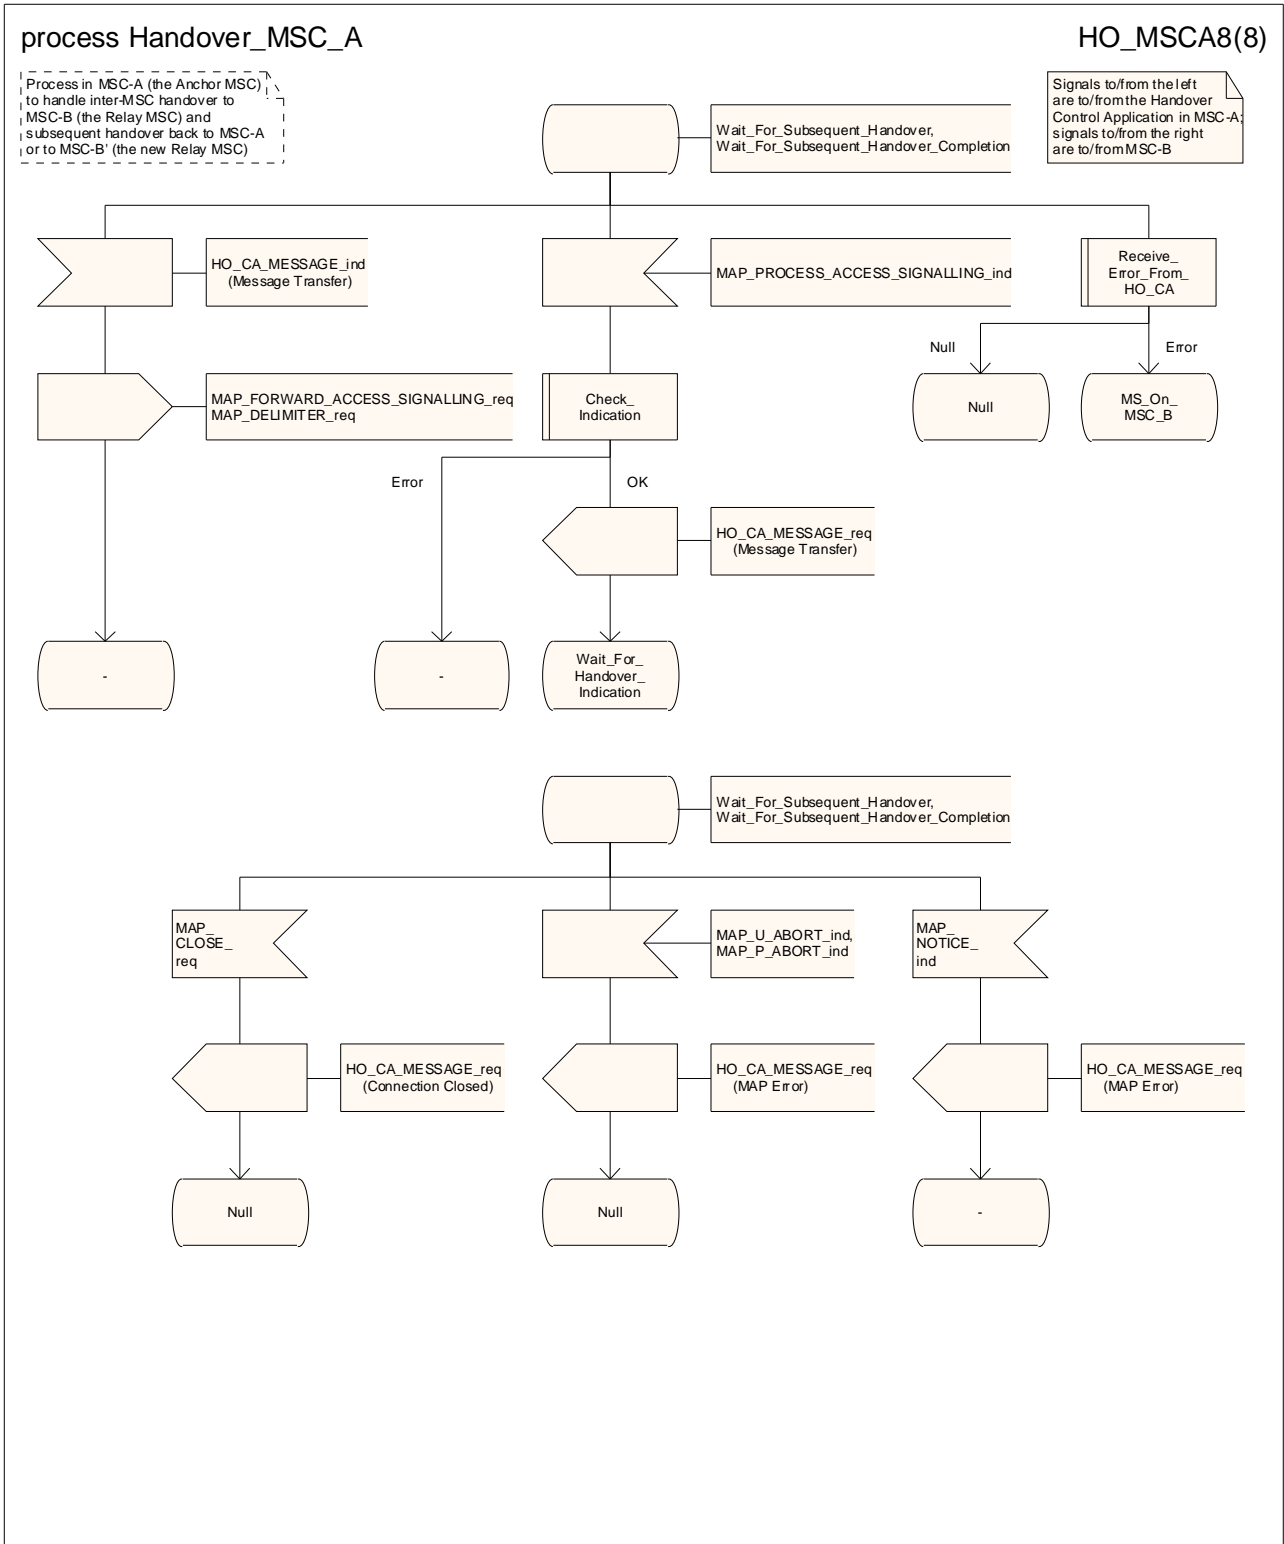 process Handover_MSC_A
HO_MSCA8(8)
Process in MSC-A (the Anchor MSC)
to handle inter-MSC handover to
MSC-B (the Relay MSC) and
subsequent handover back to MSC-A
or to MSC-B' (the new Relay MSC)
Signals to/from the left
are to/from the Handover
Control Application in MSC-A;
signals to/from the right
are to/from MSC-B
Wait_For_Subsequent_Handover,
Wait_For_Subsequent_Handover_Completion
HO_CA_MESSAGE_ind
(Message Transfer)
MAP_PROCESS_ACCESS_SIGNALLING_ind
Receive_
Error_From_
HO_CA
Null
Error
MAP_FORWARD_ACCESS_SIGNALLING_req
MAP_DELIMITER_req
Check_
Indication
Null
MS_On_
MSC_B
Error
OK
HO_CA_MESSAGE_req
(Message Transfer)
-
-
Wait_For_
Handover_
Indication
Wait_For_Subsequent_Handover,
Wait_For_Subsequent_Handover_Completion
MAP_
CLOSE_
req
MAP_U_ABORT_ind,
MAP_P_ABORT_ind
MAP_
NOTICE_
ind
HO_CA_MESSAGE_req
(Connection Closed)
HO_CA_MESSAGE_req
(MAP Error)
HO_CA_MESSAGE_req
(MAP Error)
Null
Null
-